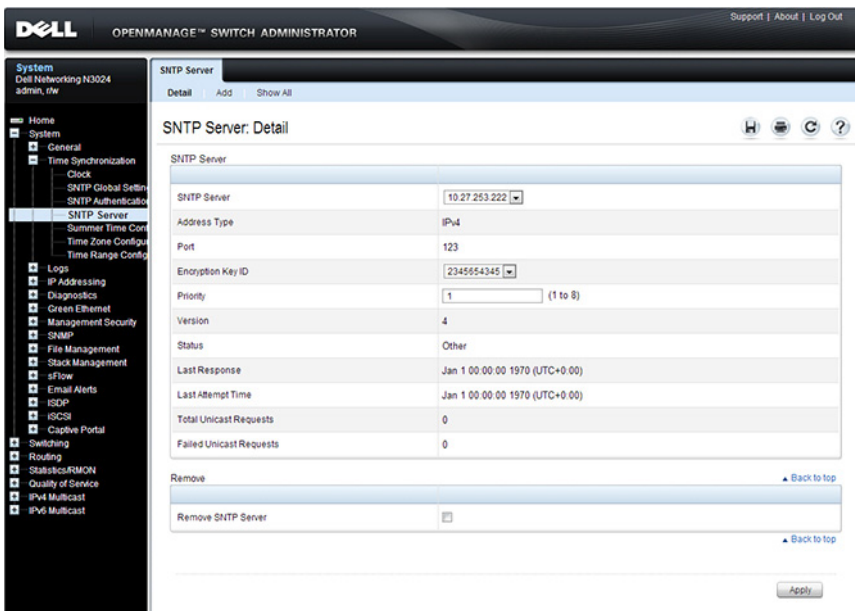 Support | About | Log Out
DELL OPENMANAGE™ SWITCH ADMINISTRATOR
System
Dell Networking N3024
admin, r/w
Home
System
General
Time Synchronization
Clock
SNTP Global Settin
SNTP Authenticatio
SNTP Server
Summer Time Conf
Time Zone Configu
Time Range Config
Logs
IP Addressing
Diagnostics
Green Ethernet
Management Security
SNMP
File Management
Stack Management
sFlow
Email Alerts
ISDP
iSCSI
Captive Portal
Switching
Routing
Statistics/RMON
Quality of Service
IPv4 Multicast
IPv6 Multicast
SNTP Server
Detail Add Show All
SNTP Server: Detail
SNTP Server
SNTP Server 10.27.253.222
Address Type IPv4
Port 123
Encryption Key ID 2345654345
Priority 1 (1 to 8)
Version 4
Status Other
Last Response Jan 1 00:00:00 1970 (UTC+0:00)
Last Attempt Time Jan 1 00:00:00 1970 (UTC+0:00)
Total Unicast Requests 0
Failed Unicast Requests 0
Remove Back to top
Remove SNTP Server
Back to top
Apply